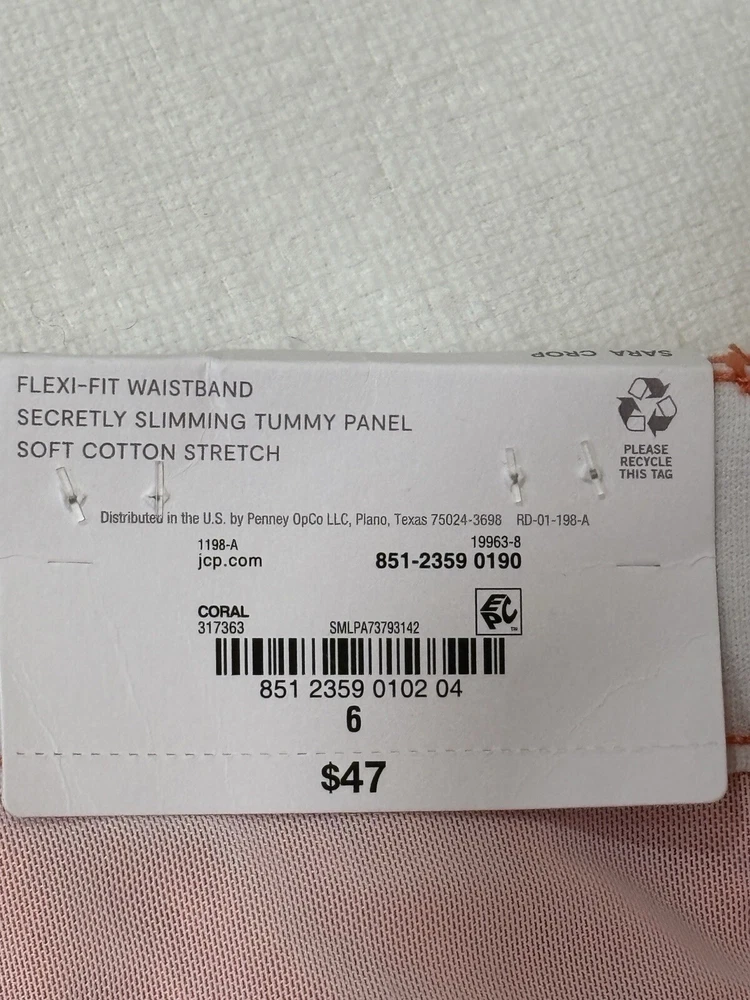 SARA CROP
FLEXI-FIT WAISTBAND
SECRETLY SLIMMING TUMMY PANEL
SOFT COTTON STRETCH
PLEASE
RECYCLE
THIS TAG
Distributed in the U.S. by Penney OpCo LLC, Plano, Texas 75024-3698 RD-01-198-A
1198-A 19963-8
jcp.com 851-2359 0190
EPC TM
CORAL
317363 SMLPA73793142
851 2359 0102 04
6
$47